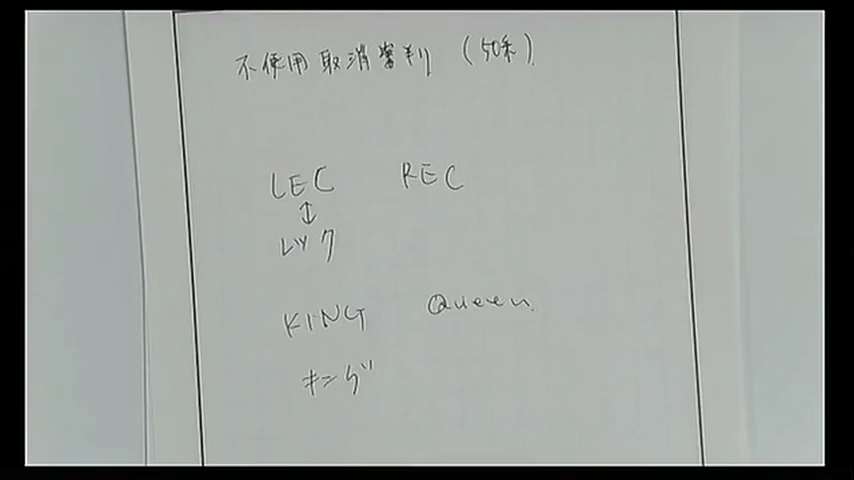 不使用取消審判 (50条)
LEC REC
↕
レック
KING Queen.
キング